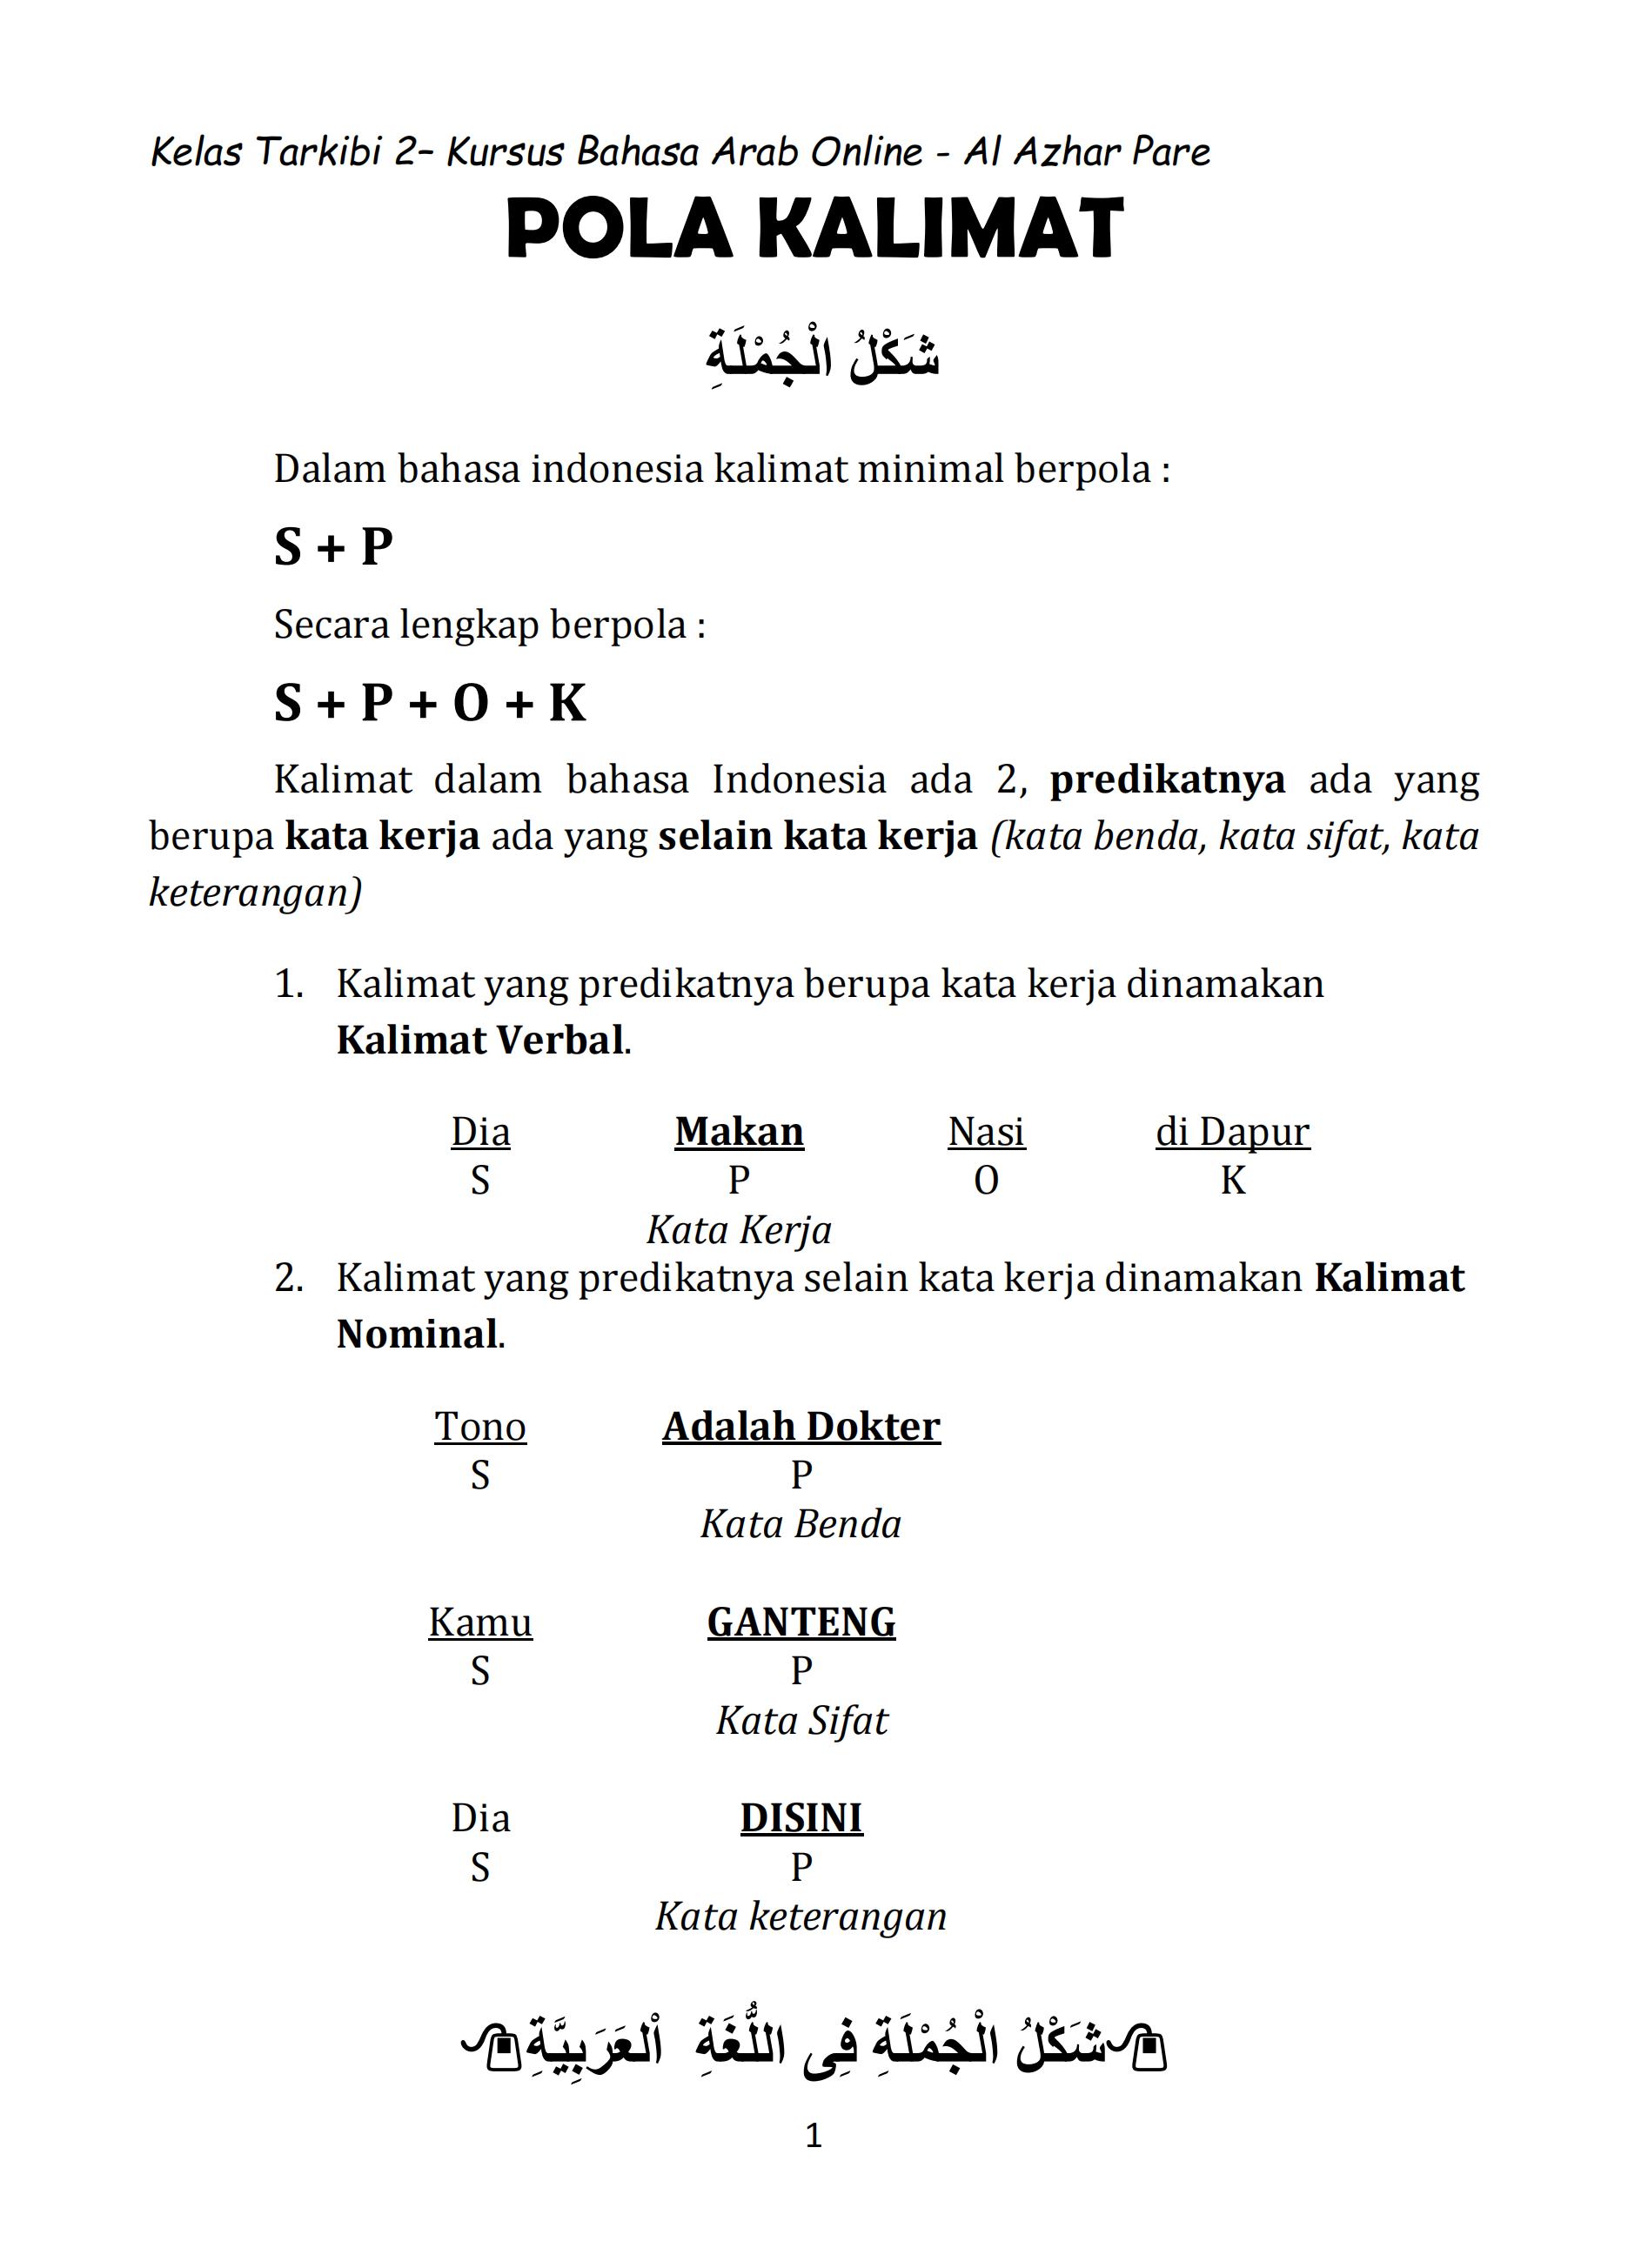 Kelas Tarkibi 2– Kursus Bahasa Arab Online - Al Azhar Pare
POLA KALIMAT
شَكْلُ الْجُمْلَةِ
Dalam bahasa indonesia kalimat minimal berpola :
S + P
Secara lengkap berpola :
S + P + O + K
Kalimat dalam bahasa Indonesia ada 2, predikatnya ada yang
berupa kata kerja ada yang selain kata kerja (kata benda, kata sifat, kata
keterangan)
1. Kalimat yang predikatnya berupa kata kerja dinamakan
Kalimat Verbal.
Dia Makan Nasi di Dapur
S P O K
Kata Kerja
2. Kalimat yang predikatnya selain kata kerja dinamakan Kalimat
Nominal.
Tono Adalah Dokter
S P
Kata Benda
Kamu GANTENG
S P
Kata Sifat
Dia DISINI
S P
Kata keterangan
شَكْلُ الْجُمْلَةِ فِى اللُّغَةِ اْلعَرَبِيَّةِ
1